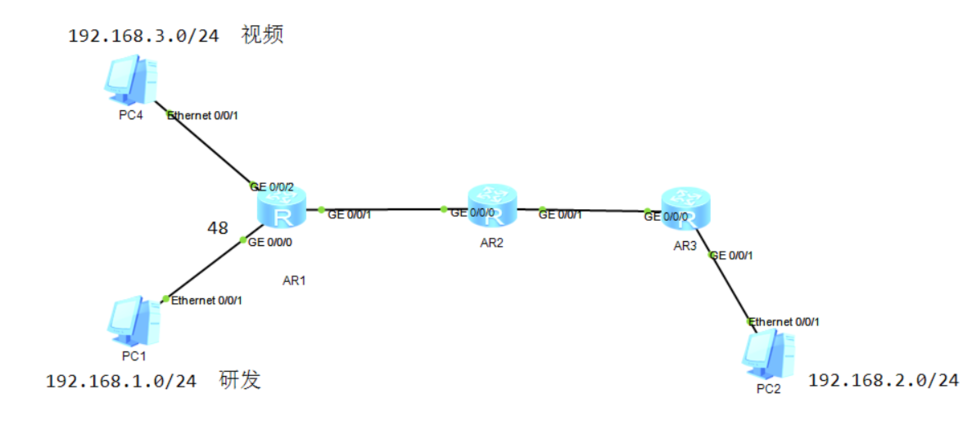 192.168.3.0/24 视频
PC4
Ethernet 0/0/1
GE 0/0/2
GE 0/0/1
GE 0/0/0
GE 0/0/1
GE 0/0/0
48
GE 0/0/0
AR1
AR2
AR3
GE 0/0/1
Ethernet 0/0/1
PC1
192.168.1.0/24 研发
Ethernet 0/0/1
PC2
192.168.2.0/24